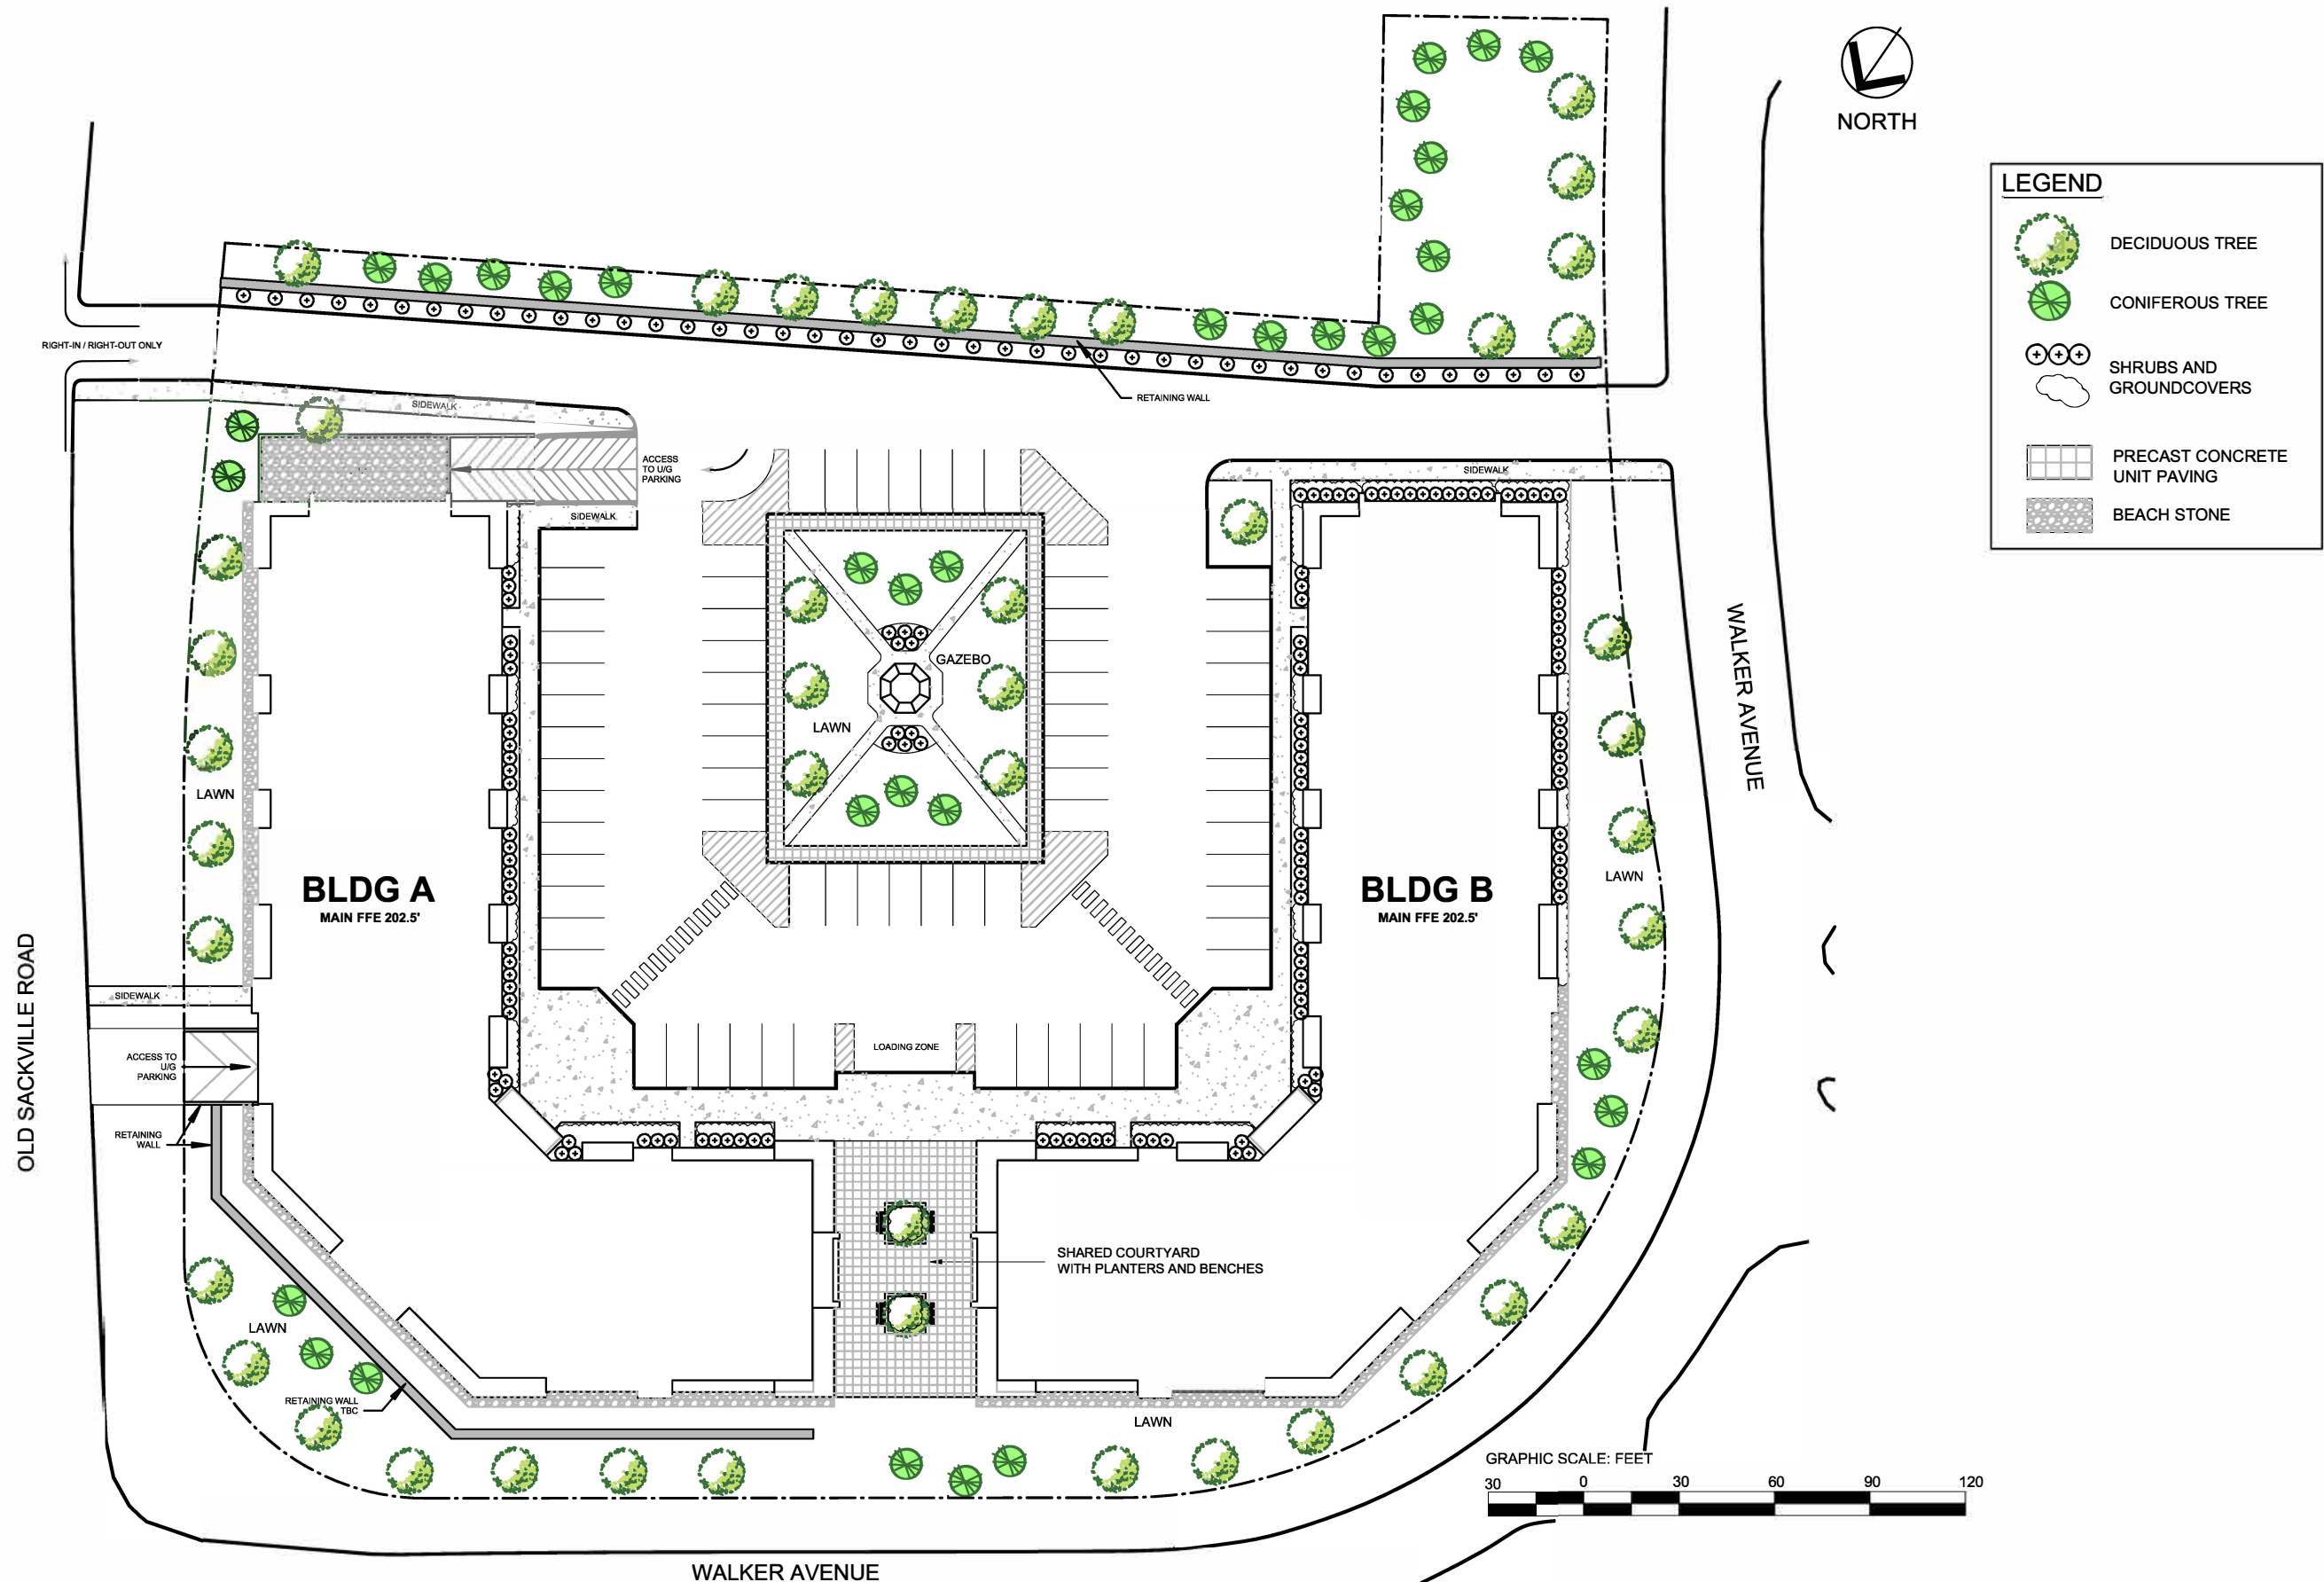 NORTH
LEGEND
DECIDUOUS TREE
CONIFEROUS TREE
SHRUBS AND
GROUNDCOVERS
PRECAST CONCRETE
UNIT PAVING
BEACH STONE
RIGHT-IN / RIGHT-OUT ONLY
SIDEWALK
RETAINING WALL
ACCESS
TO U/G
PARKING
SIDEWALK
SIDEWALK
GAZEBO
LAWN
WALKER AVENUE
LAWN
LAWN
BLDG A
MAIN FFE 202.5'
BLDG B
MAIN FFE 202.5'
OLD SACKVILLE ROAD
SIDEWALK
ACCESS TO
U/G
PARKING
LOADING ZONE
RETAINING
WALL
SHARED COURTYARD
WITH PLANTERS AND BENCHES
LAWN
RETAINING WALL
TBC
LAWN
GRAPHIC SCALE: FEET
30 0 30 60 90 120
WALKER AVENUE